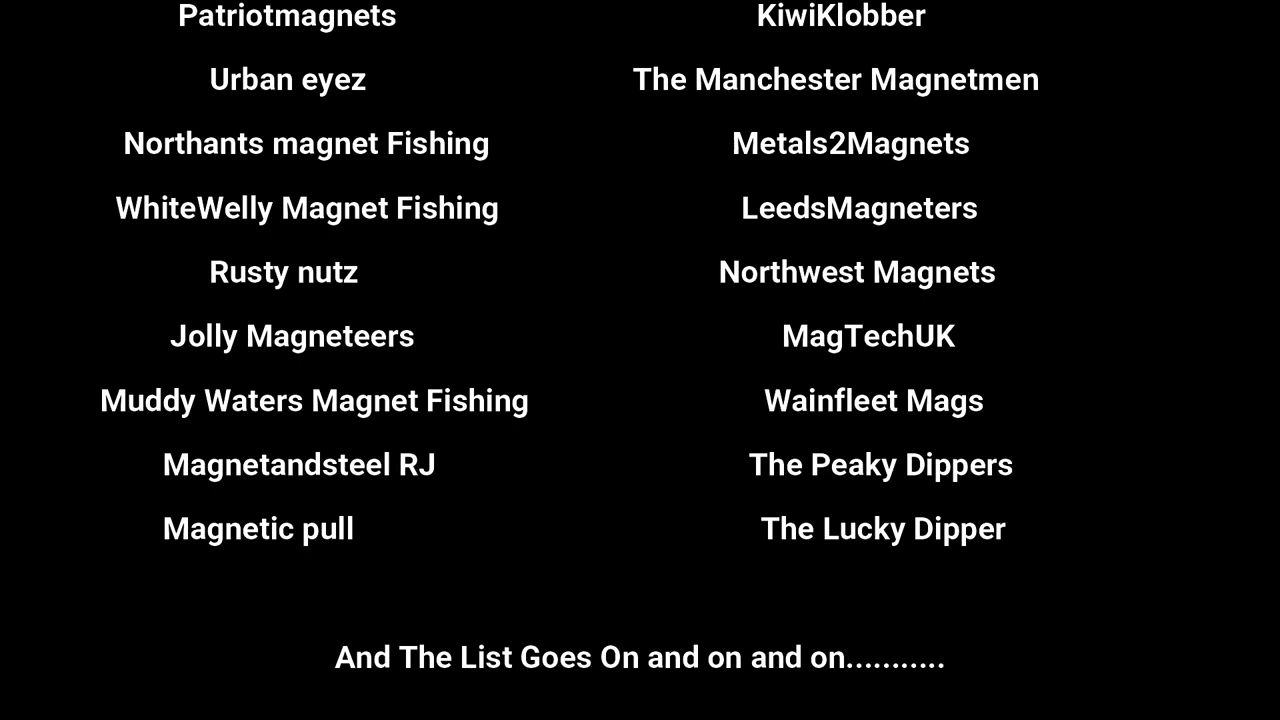 Patriotmagnets KiwiKlobber
Urban eyez The Manchester Magnetmen
Northants magnet Fishing Metals2Magnets
WhiteWelly Magnet Fishing LeedsMagneters
Rusty nutz Northwest Magnets
Jolly Magneteers MagTechUK
Muddy Waters Magnet Fishing Wainfleet Mags
Magnetandsteel RJ The Peaky Dippers
Magnetic pull The Lucky Dipper
And The List Goes On and on and on...........